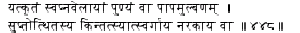 यत्कृतं स्वप्नवेलायां पुण्यं वा पापमुल्बणम् ।
सुप्तोत्थितस्य किन्तत्स्यात्स्वर्गाय नरकाय वा ॥ ४४८॥